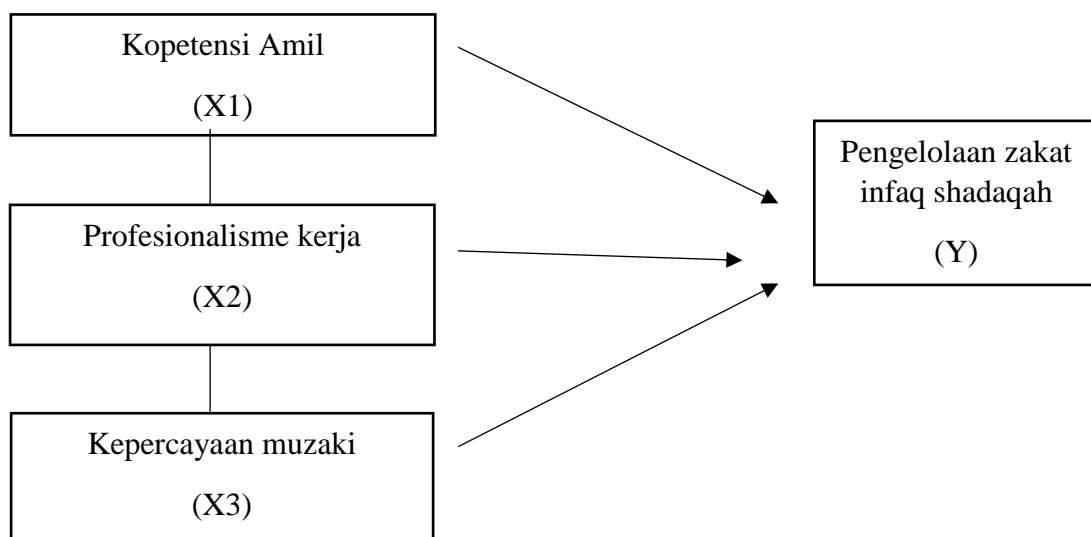 Kopetensi Amil
(X1)
Profesionalisme kerja
(X2)
Kepercayaan muzaki
(X3)
Pengelolaan zakat
infaq shadaqah
(Y)